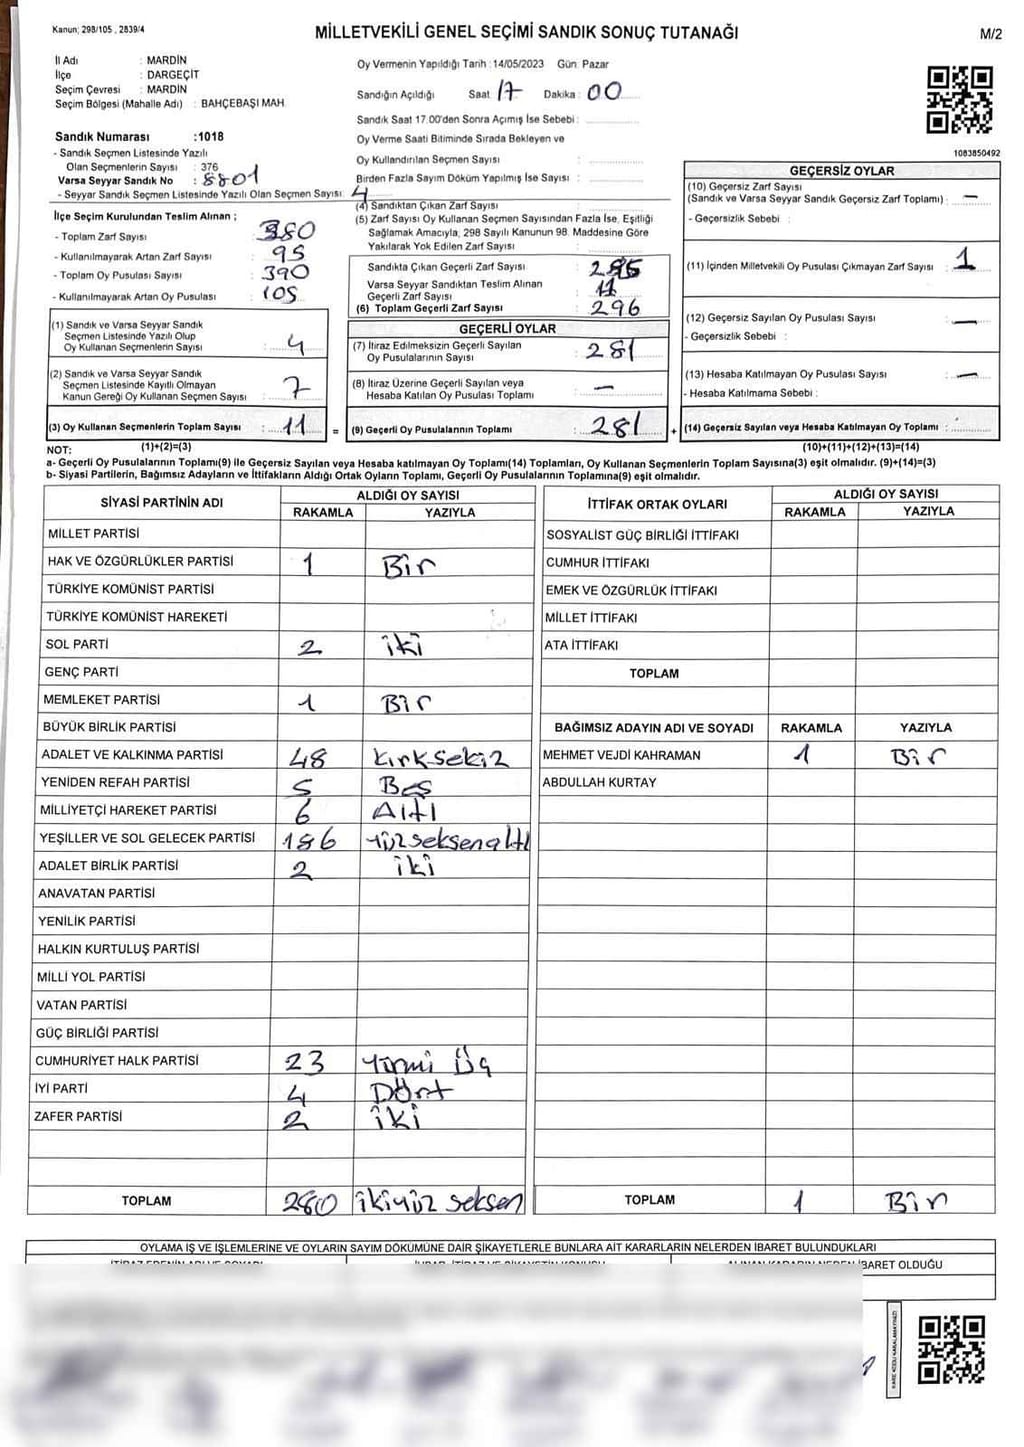 Kanun; 298/105 , 2839/4
MİLLETVEKİLİ GENEL SEÇİMİ SANDIK SONUÇ TUTANAĞI
M/2
İl Adı : MARDİN
İlçe : DARGEÇİT
Seçim Çevresi : MARDİN
Seçim Bölgesi (Mahalle Adı) : BAHÇEBAŞI MAH.
Sandık Numarası :1018
- Sandık Seçmen Listesinde Yazılı
Olan Seçmenlerin Sayısı : 376
Varsa Seyyar Sandık No : 8801
- Seyyar Sandık Seçmen Listesinde Yazılı Olan Seçmen Sayısı: 4
Oy Vermenin Yapıldığı Tarih :14/05/2023 Gün: Pazar
Sandığın Açıldığı Saat 17 Dakika : 00
Sandık Saat 17.00'den Sonra Açımış İse Sebebi :
Oy Verme Saati Bitiminde Sırada Bekleyen ve
Oy Kullandırılan Seçmen Sayısı :
Birden Fazla Sayım Döküm Yapılmış İse Sayısı :
1083850492
İlçe Seçim Kurulundan Teslim Alınan ;
- Toplam Zarf Sayısı : 380
- Kullanılmayarak Artan Zarf Sayısı : 95
- Toplam Oy Pusulası Sayısı : 390
- Kullanılmayarak Artan Oy Pusulası : 105
(1) Sandık ve Varsa Seyyar Sandık
Seçmen Listesinde Yazılı Olup
Oy Kullanan Seçmenlerin Sayısı : 4
(2) Sandık ve Varsa Seyyar Sandık
Seçmen Listesinde Kayıtlı Olmayan
Kanun Gereği Oy Kullanan Seçmen Sayısı : 7
(3) Oy Kullanan Seçmenlerin Toplam Sayısı : 11 =
(4) Sandıktan Çıkan Zarf Sayısı :
(5) Zarf Sayısı Oy Kullanan Seçmen Sayısından Fazla İse, Eşitliği
Sağlamak Amacıyla, 298 Sayılı Kanunun 98. Maddesine Göre
Yakılarak Yok Edilen Zarf Sayısı :
Sandıkta Çıkan Geçerli Zarf Sayısı : 285
Varsa Seyyar Sandıktan Teslim Alınan
Geçerli Zarf Sayısı : 11
(6) Toplam Geçerli Zarf Sayısı : 296
GEÇERLİ OYLAR
(7) İtiraz Edilmeksizin Geçerli Sayılan
Oy Pusulalarının Sayısı : 281
(8) İtiraz Üzerine Geçerli Sayılan veya
Hesaba Katılan Oy Pusulası Toplamı : —
(9) Geçerli Oy Pusulalarının Toplamı : 281 +
GEÇERSİZ OYLAR
(10) Geçersiz Zarf Sayısı
(Sandık ve Varsa Seyyar Sandık Geçersiz Zarf Toplamı) : —
- Geçersizlik Sebebi :
(11) İçinden Milletvekili Oy Pusulası Çıkmayan Zarf Sayısı : 1
(12) Geçersiz Sayılan Oy Pusulası Sayısı : —
- Geçersizlik Sebebi :
(13) Hesaba Katılmayan Oy Pusulası Sayısı : —
- Hesaba Katılmama Sebebi :
(14) Geçersiz Sayılan veya Hesaba Katılmayan Oy Toplamı :
NOT: (1)+(2)=(3) (10)+(11)+(12)+(13)=(14)
a- Geçerli Oy Pusulalarının Toplamı(9) ile Geçersiz Sayılan veya Hesaba katılmayan Oy Toplamı(14) Toplamları, Oy Kullanan Seçmenlerin Toplam Sayısına(3) eşit olmalıdır. (9)+(14)=(3)
b- Siyasi Partilerin, Bağımsız Adayların ve İttifakların Aldığı Ortak Oyların Toplamı, Geçerli Oy Pusulalarının Toplamına(9) eşit olmalıdır.
SİYASİ PARTİNİN ADI ALDIĞI OY SAYISI
RAKAMLA YAZIYLA
MİLLET PARTİSİ
HAK VE ÖZGÜRLÜKLER PARTİSİ 1 Bir
TÜRKİYE KOMÜNİST PARTİSİ
TÜRKİYE KOMÜNİST HAREKETİ
SOL PARTİ 2 iki
GENÇ PARTİ
MEMLEKET PARTİSİ 1 Bir
BÜYÜK BİRLİK PARTİSİ
ADALET VE KALKINMA PARTİSİ 48 Kırksekiz
YENİDEN REFAH PARTİSİ 5 Beş
MİLLİYETÇİ HAREKET PARTİSİ 6 Altı
YEŞİLLER VE SOL GELECEK PARTİSİ 186 Yüzseksenaltı
ADALET BİRLİK PARTİSİ 2 iki
ANAVATAN PARTİSİ
YENİLİK PARTİSİ
HALKIN KURTULUŞ PARTİSİ
MİLLİ YOL PARTİSİ
VATAN PARTİSİ
GÜÇ BİRLİĞİ PARTİSİ
CUMHURİYET HALK PARTİSİ 23 Yirmi Üç
İYİ PARTİ 4 Dört
ZAFER PARTİSİ 2 iki
TOPLAM 280 ikiyüz seksen
İTTİFAK ORTAK OYLARI ALDIĞI OY SAYISI
RAKAMLA YAZIYLA
SOSYALİST GÜÇ BİRLİĞİ İTTİFAKI
CUMHUR İTTİFAKI
EMEK VE ÖZGÜRLÜK İTTİFAKI
MİLLET İTTİFAKI
ATA İTTİFAKI
TOPLAM
BAĞIMSIZ ADAYIN ADI VE SOYADI RAKAMLA YAZIYLA
MEHMET VEJDİ KAHRAMAN 1 Bir
ABDULLAH KURTAY
TOPLAM 1 Bir
OYLAMA İŞ VE İŞLEMLERİNE VE OYLARIN SAYIM DÖKÜMÜNE DAİR ŞİKAYETLERLE BUNLARA AİT KARARLARIN NELERDEN İBARET BULUNDUKLARI
İBARET OLDUĞU
KARE KODU KARALAMAYINIZ!